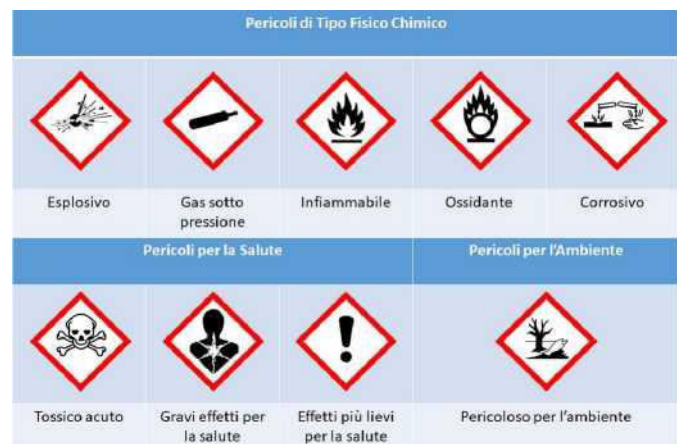 Pericoli di Tipo Fisico Chimico
Esplosivo
Gas sotto
pressione
Infiammabile
Ossidante
Corrosivo
Pericoli per la Salute
Pericoli per l'Ambiente
Tossico acuto
Gravi effetti per
la salute
Effetti più lievi
per la salute
Pericoloso per l'ambiente